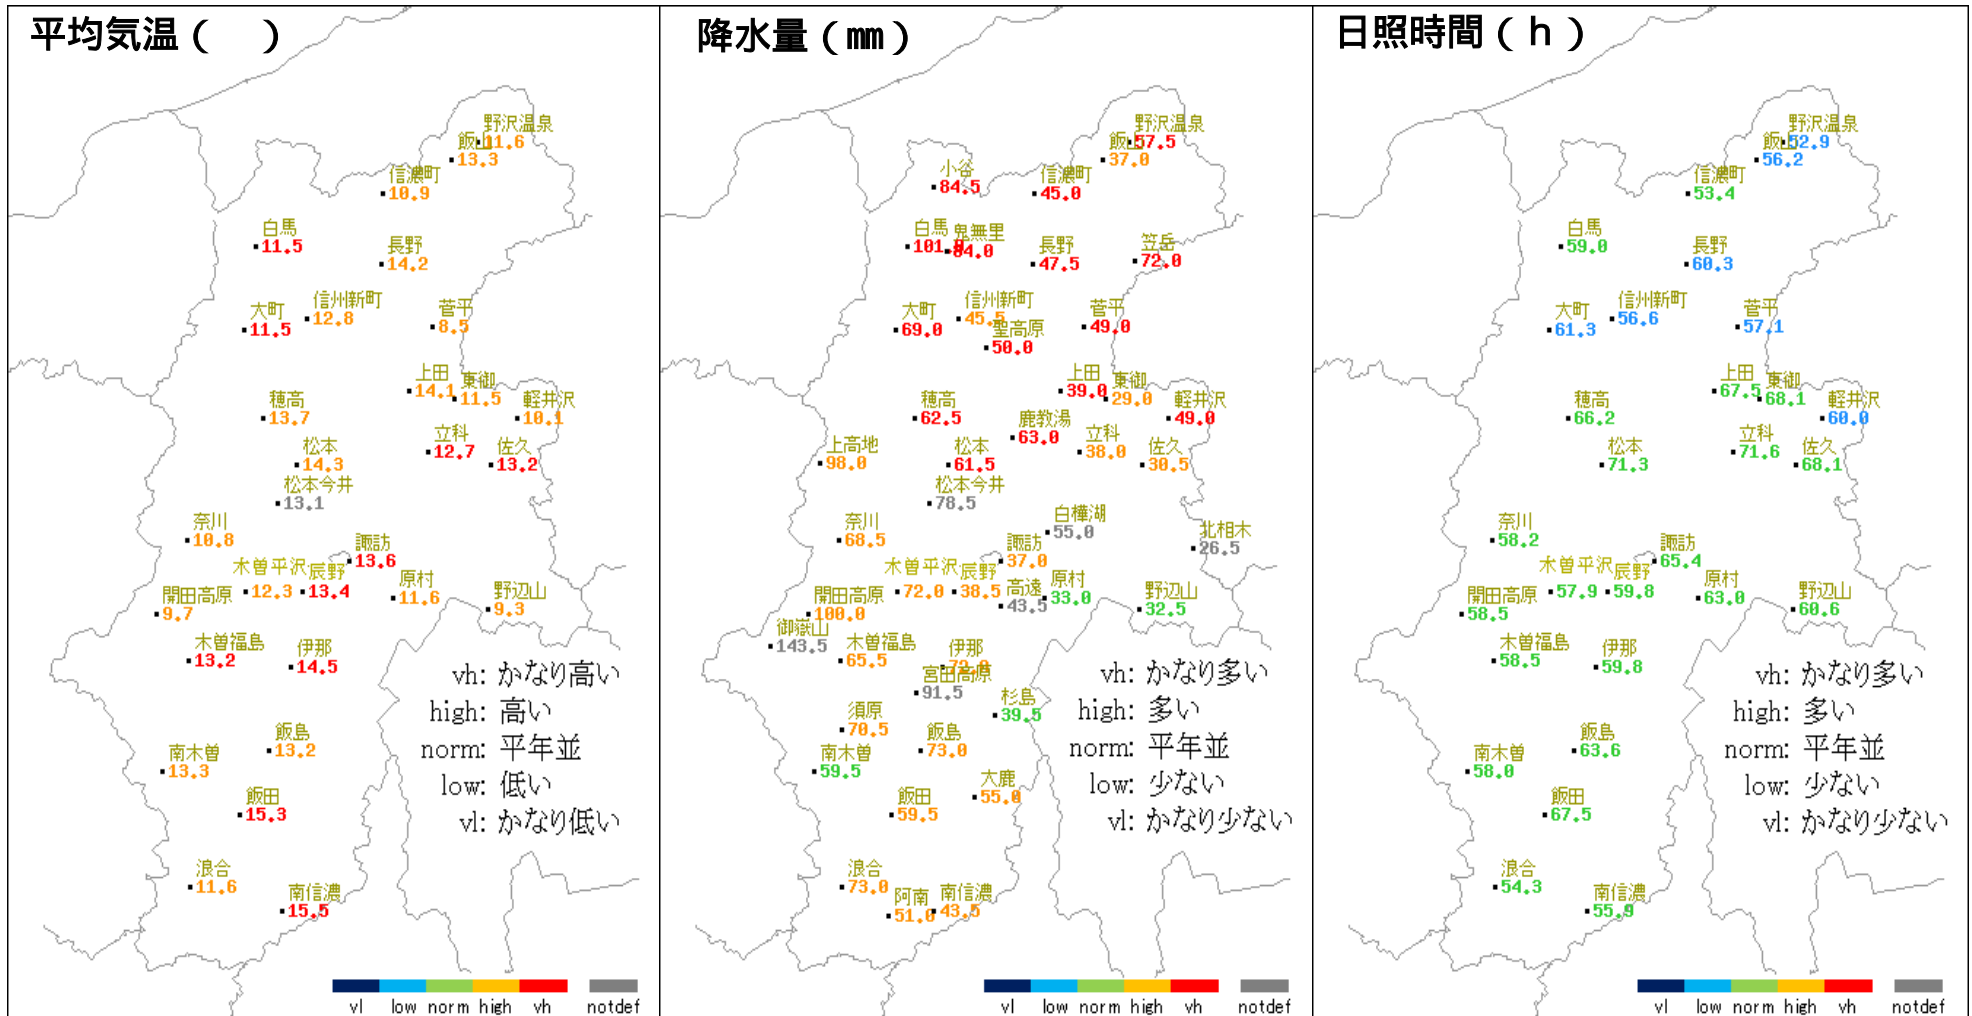 平均気温(　)
野沢温泉
11.6
飯山
13.3
信濃町
10.9
白馬
11.5
長野
14.2
信州新町
12.8
大町
11.5
菅平
8.5
上田
14.1
東御
11.5
軽井沢
10.1
穂高
13.7
立科
12.7
佐久
13.2
松本
14.3
松本今井
13.1
奈川
10.8
諏訪
13.6
木曽平沢
12.3
辰野
13.4
原村
11.6
開田高原
9.7
野辺山
9.3
木曽福島
13.2
伊那
14.5
飯島
13.2
南木曽
13.3
飯田
15.3
浪合
11.6
南信濃
15.5
vh: かなり高い
high: 高い
norm: 平年並
low: 低い
vl: かなり低い
vl low norm high vh notdef
降水量(㎜)
野沢温泉
57.5
飯山
37.0
小谷
84.5
信濃町
45.0
白馬
101.0
鬼無里
84.0
長野
47.5
笠岳
72.0
信州新町
45.5
大町
69.0
菅平
49.0
聖高原
50.0
上田
39.0
東御
29.0
軽井沢
49.0
穂高
62.5
鹿教湯
63.0
立科
38.0
佐久
30.5
上高地
98.0
松本
61.5
松本今井
78.5
白樺湖
55.0
北相木
26.5
奈川
68.5
諏訪
37.0
木曽平沢
72.0
辰野
38.5
高遠
43.5
原村
33.0
野辺山
32.5
開田高原
100.0
御嶽山
143.5
木曽福島
65.5
伊那
宮田高原
91.5
杉島
39.5
須原
70.5
飯島
73.0
南木曽
59.5
大鹿
55.0
飯田
59.5
浪合
73.0
阿南
51.0
南信濃
43.5
vh: かなり多い
high: 多い
norm: 平年並
low: 少ない
vl: かなり少ない
vl low norm high vh notdef
日照時間(ｈ)
野沢温泉
52.9
飯山
56.2
信濃町
53.4
白馬
59.0
長野
60.3
信州新町
56.6
大町
61.3
菅平
57.1
上田
67.5
東御
68.1
軽井沢
60.0
穂高
66.2
立科
71.6
佐久
68.1
松本
71.3
奈川
58.2
諏訪
65.4
木曽平沢
57.9
辰野
59.8
原村
63.0
開田高原
58.5
野辺山
60.6
木曽福島
58.5
伊那
59.8
飯島
63.6
南木曽
58.0
飯田
67.5
浪合
54.3
南信濃
55.9
vh: かなり多い
high: 多い
norm: 平年並
low: 少ない
vl: かなり少ない
vl low norm high vh notdef